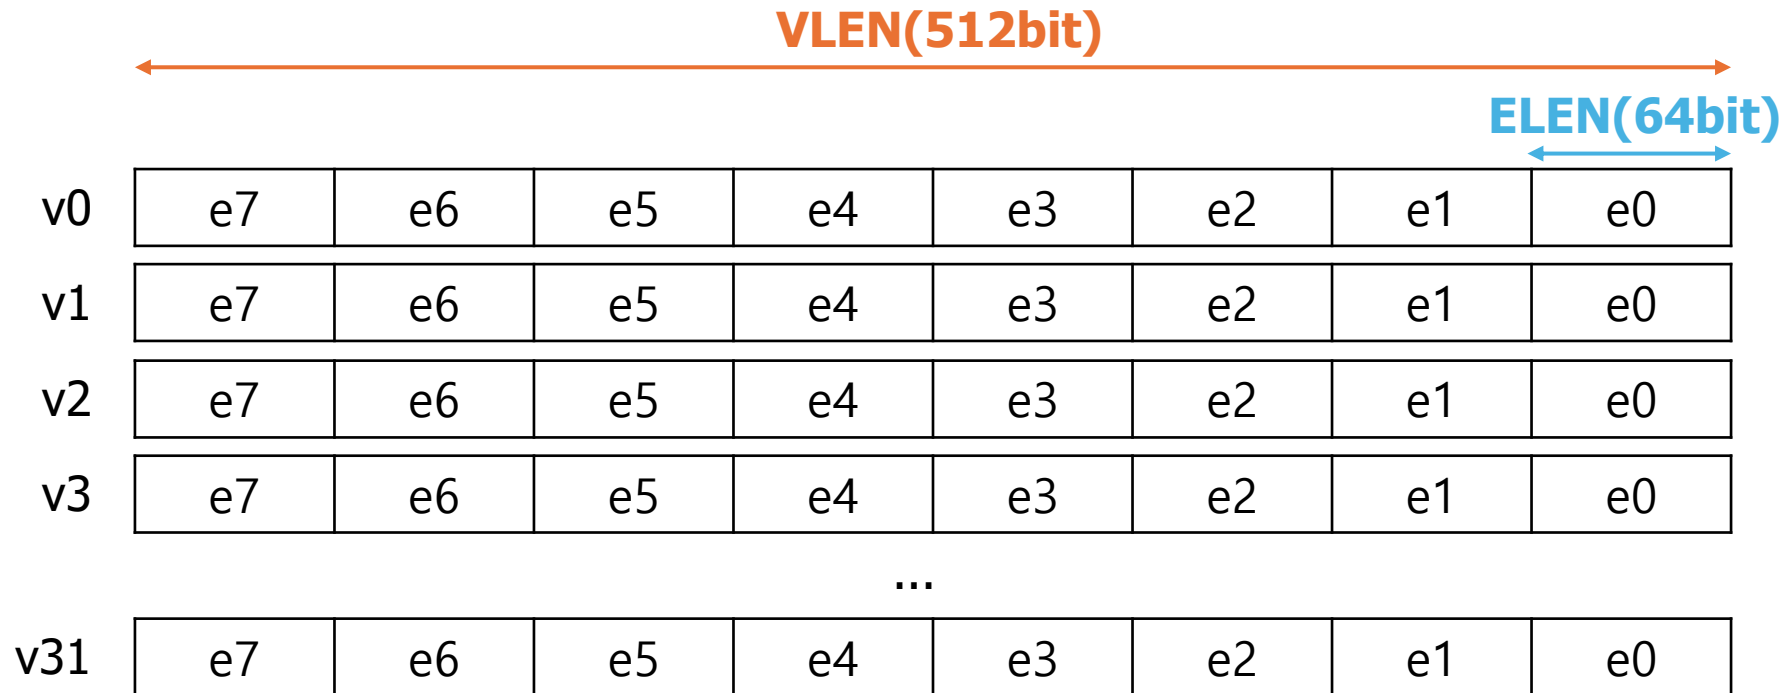 VLEN(512bit)
ELEN(64bit)
v0 e7 e6 e5 e4 e3 e2 e1 e0
v1 e7 e6 e5 e4 e3 e2 e1 e0
v2 e7 e6 e5 e4 e3 e2 e1 e0
v3 e7 e6 e5 e4 e3 e2 e1 e0
...
v31 e7 e6 e5 e4 e3 e2 e1 e0